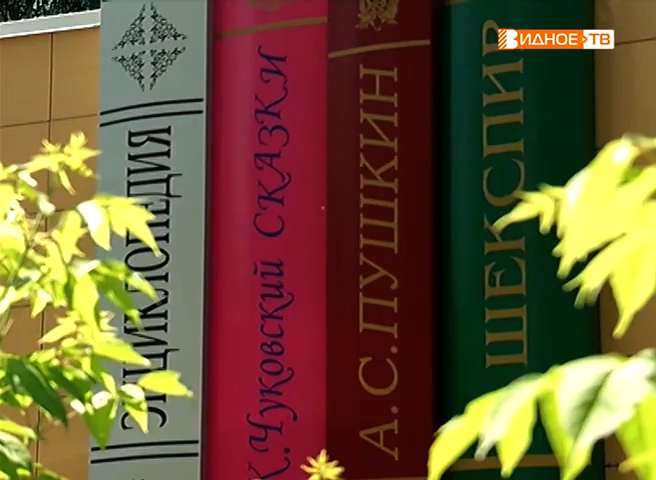 ВИДНОЕ-ТВ
ЭНЦИКЛОПЕДИЯ
К.Чуковский СКАЗКИ
А.С.ПУШКИН
ШЕКСПИР